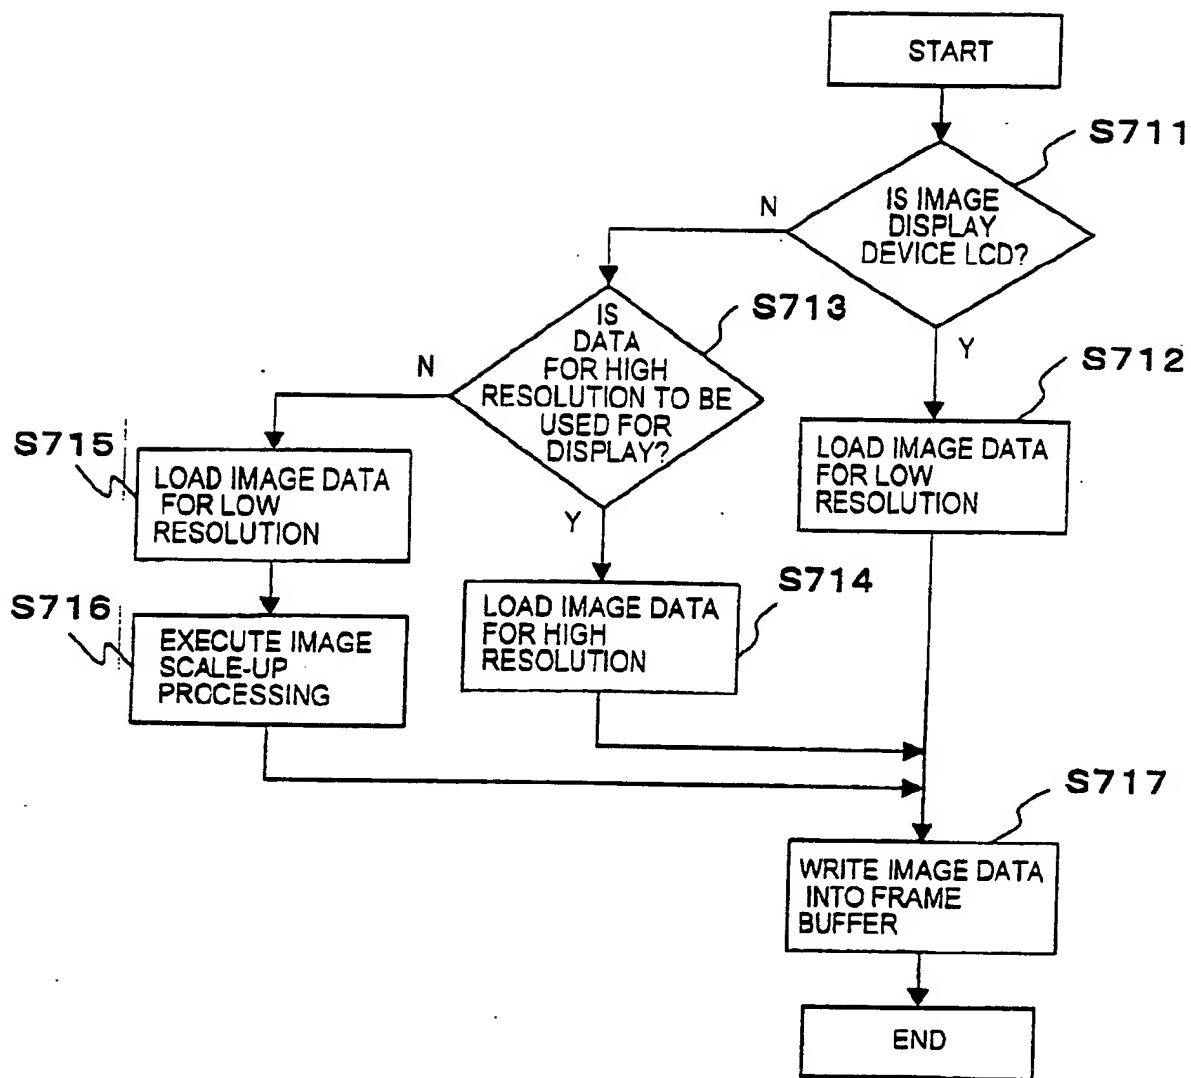 START
S711
IS IMAGE
DISPLAY
DEVICE LCD?
N
Y
S713
IS
DATA
FOR HIGH
RESOLUTION TO BE
USED FOR
DISPLAY?
N
Y
S712
LOAD IMAGE DATA
FOR LOW
RESOLUTION
S715
LOAD IMAGE DATA
FOR LOW
RESOLUTION
S714
LOAD IMAGE DATA
FOR HIGH
RESOLUTION
S716
EXECUTE IMAGE
SCALE-UP
PROCESSING
S717
WRITE IMAGE DATA
INTO FRAME
BUFFER
END